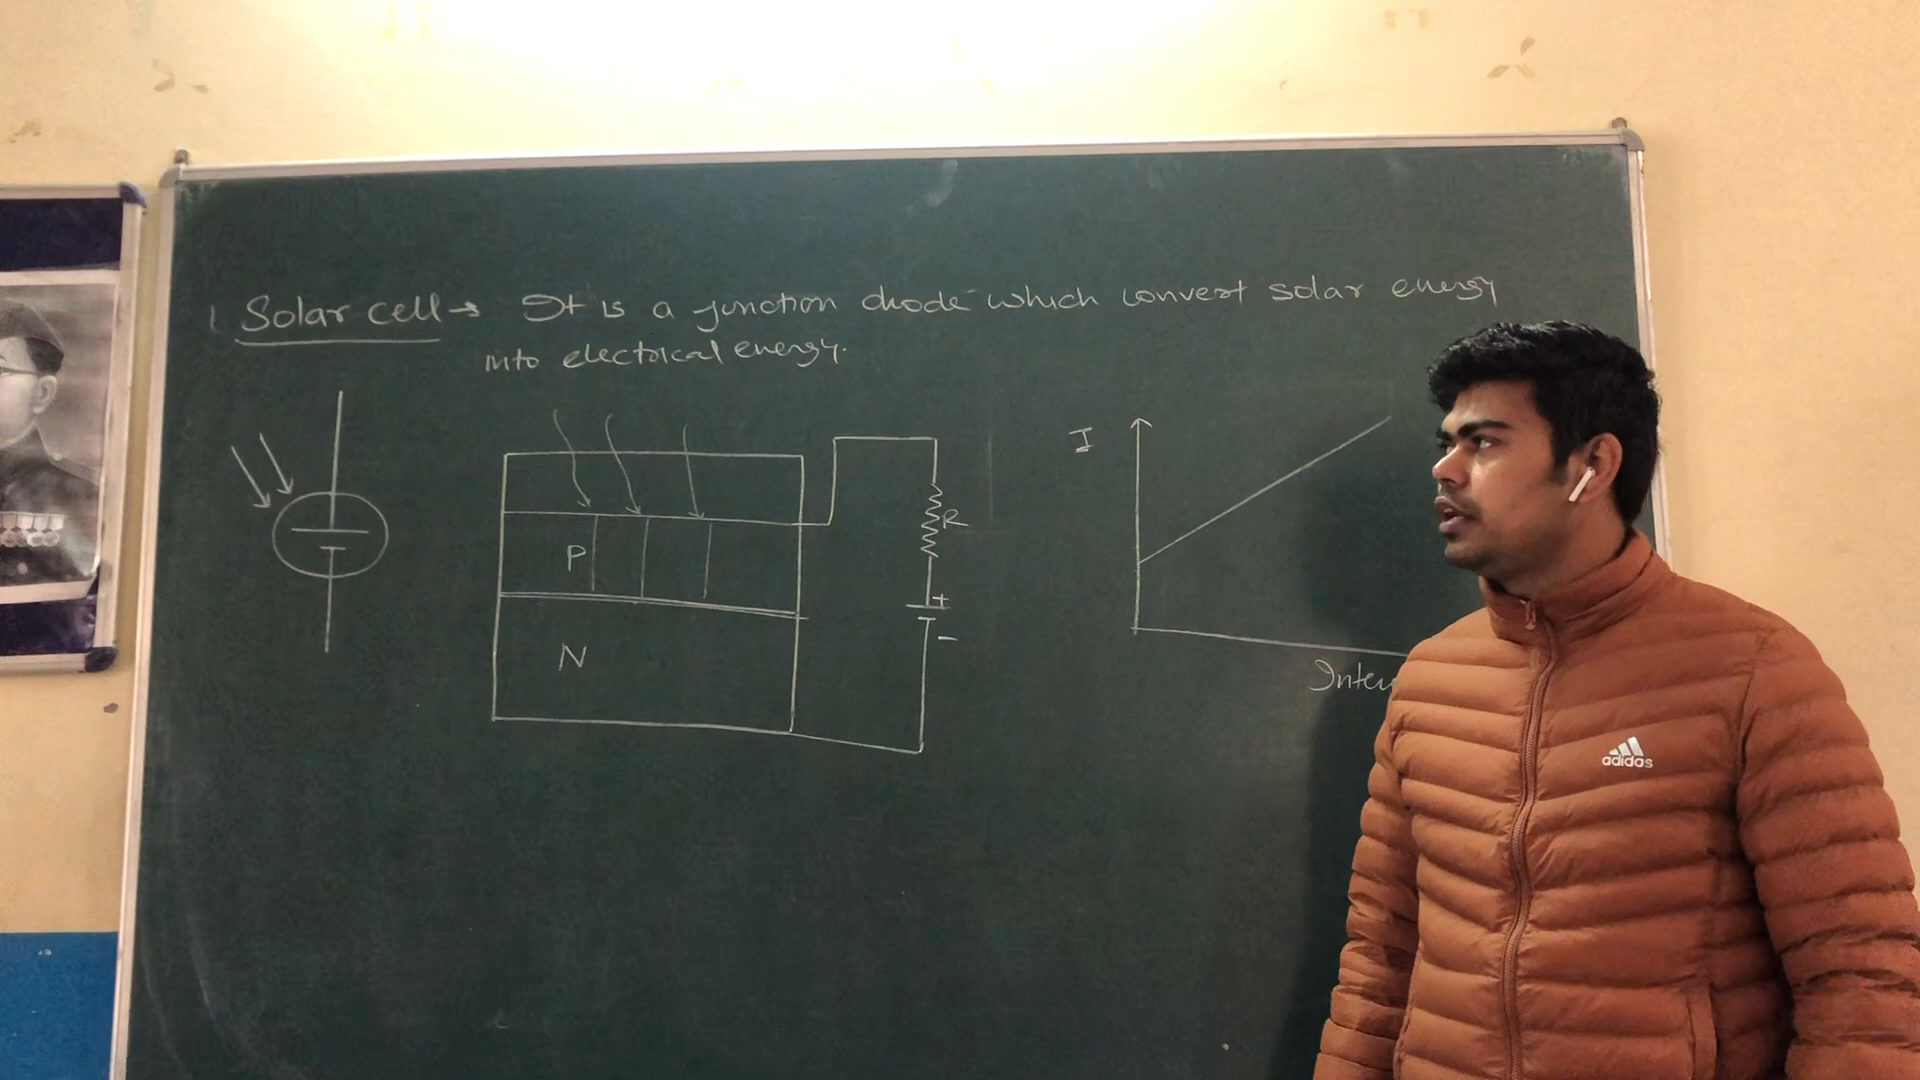 1 Solar cell → It is a junction diode which convert solar energy
into electrical energy.
I
R
P
+
-
N
adidas